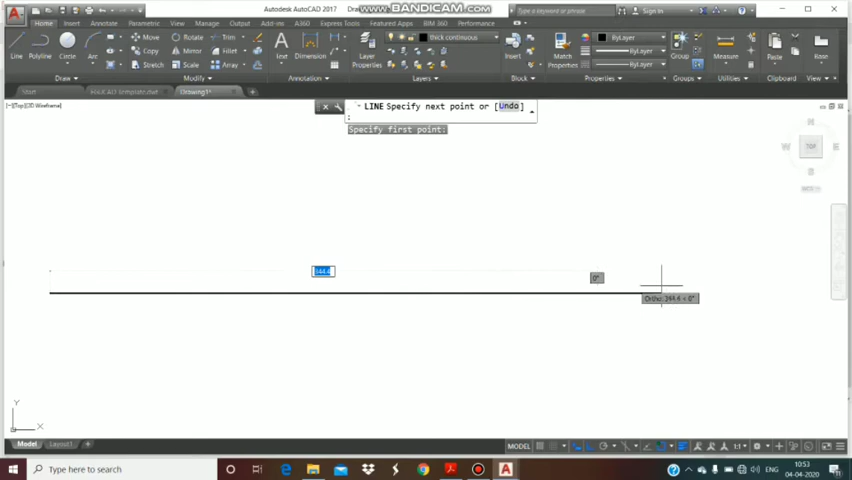 Autodesk AutoCAD 2017
www.BANDICAM.com
Type a keyword or phrase
Sign In
Home Insert Annotate Parametric View Manage Output Add-ins A360 Express Tools Featured Apps BIM 360 Performance
Move Rotate Trim
thick continuous
ByLayer
Copy Mirror Fillet
ByLayer
Line Polyline Circle Arc
Text Dimension
Layer Properties
Insert
Match Properties
Group
Measure
Paste
Base
Stretch Scale Array
ByLayer
Draw Modify Annotation Layers Block Properties Groups Utilities Clipboard View
Start
Drawing1*
[−][Top][2D Wireframe]
LINE Specify next point or [Undo]
:
Specify first point:
N
W TOP E
S
344.4
0°
Ortho: 344.4 < 0°
Y
X
Model Layout1
MODEL
1:1
Type here to search
ENG
10:53
04-04-2020